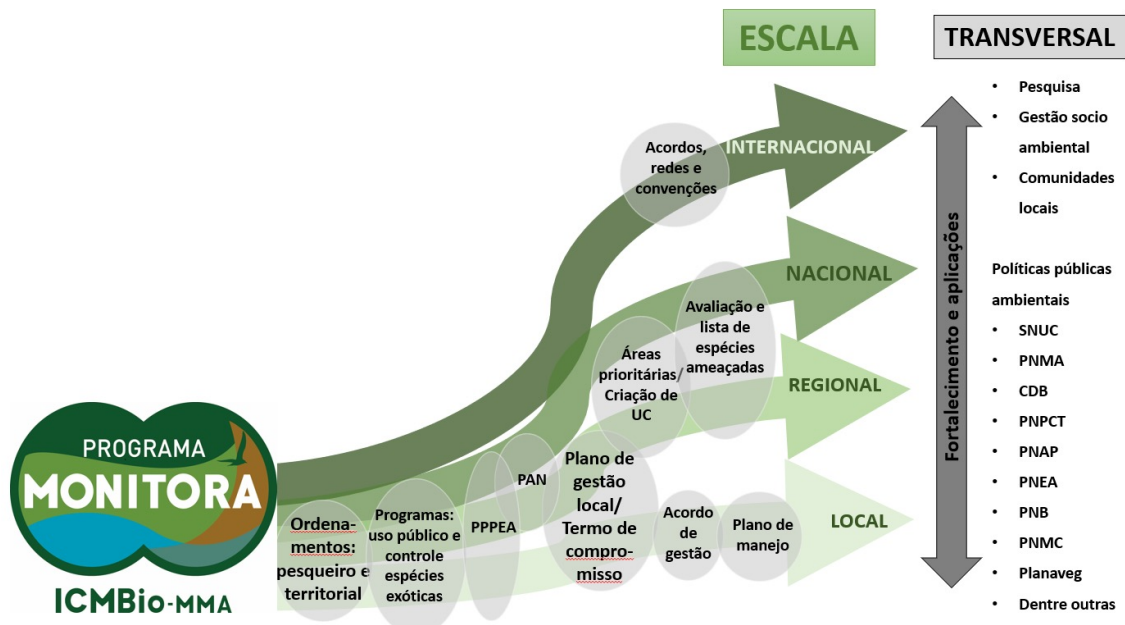 ESCALA
TRANSVERSAL
INTERNACIONAL
Acordos,
redes e
convenções
NACIONAL
Avaliação e
lista de
espécies
ameaçadas
Áreas
prioritárias/
Criação de
UC
REGIONAL
PROGRAMA
MONITORA
ICMBio-MMA
Ordena-
mentos:
pesqueiro e
territorial
Programas:
uso público e
controle
espécies
exóticas
PPPEA
PAN
Plano de
gestão
local/
Termo de
compro-
misso
Acordo
de
gestão
Plano de
manejo
LOCAL
Fortalecimento e aplicações
• Pesquisa
• Gestão socio
ambiental
• Comunidades
locais
Políticas públicas
ambientais
• SNUC
• PNMA
• CDB
• PNPCT
• PNAP
• PNEA
• PNB
• PNMC
• Planaveg
• Dentre outras